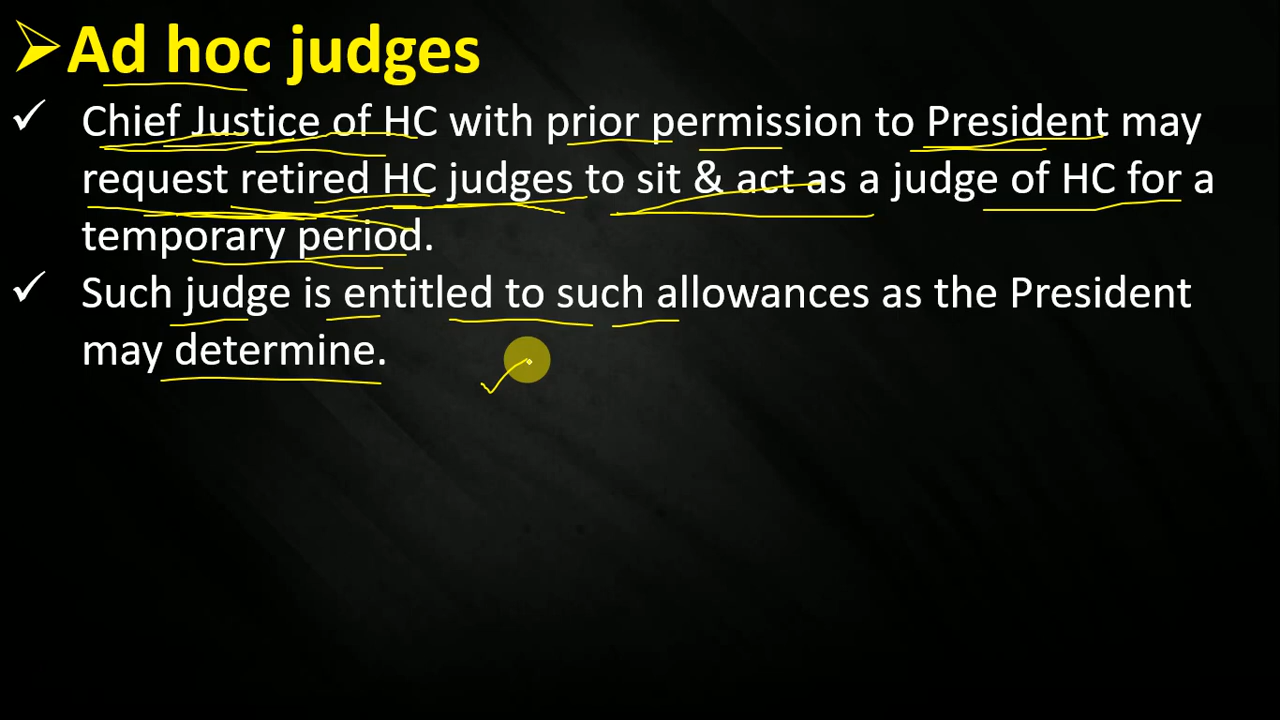 Ad hoc judges
Chief Justice of HC with prior permission to President may
request retired HC judges to sit & act as a judge of HC for a
temporary period.
Such judge is entitled to such allowances as the President
may determine.